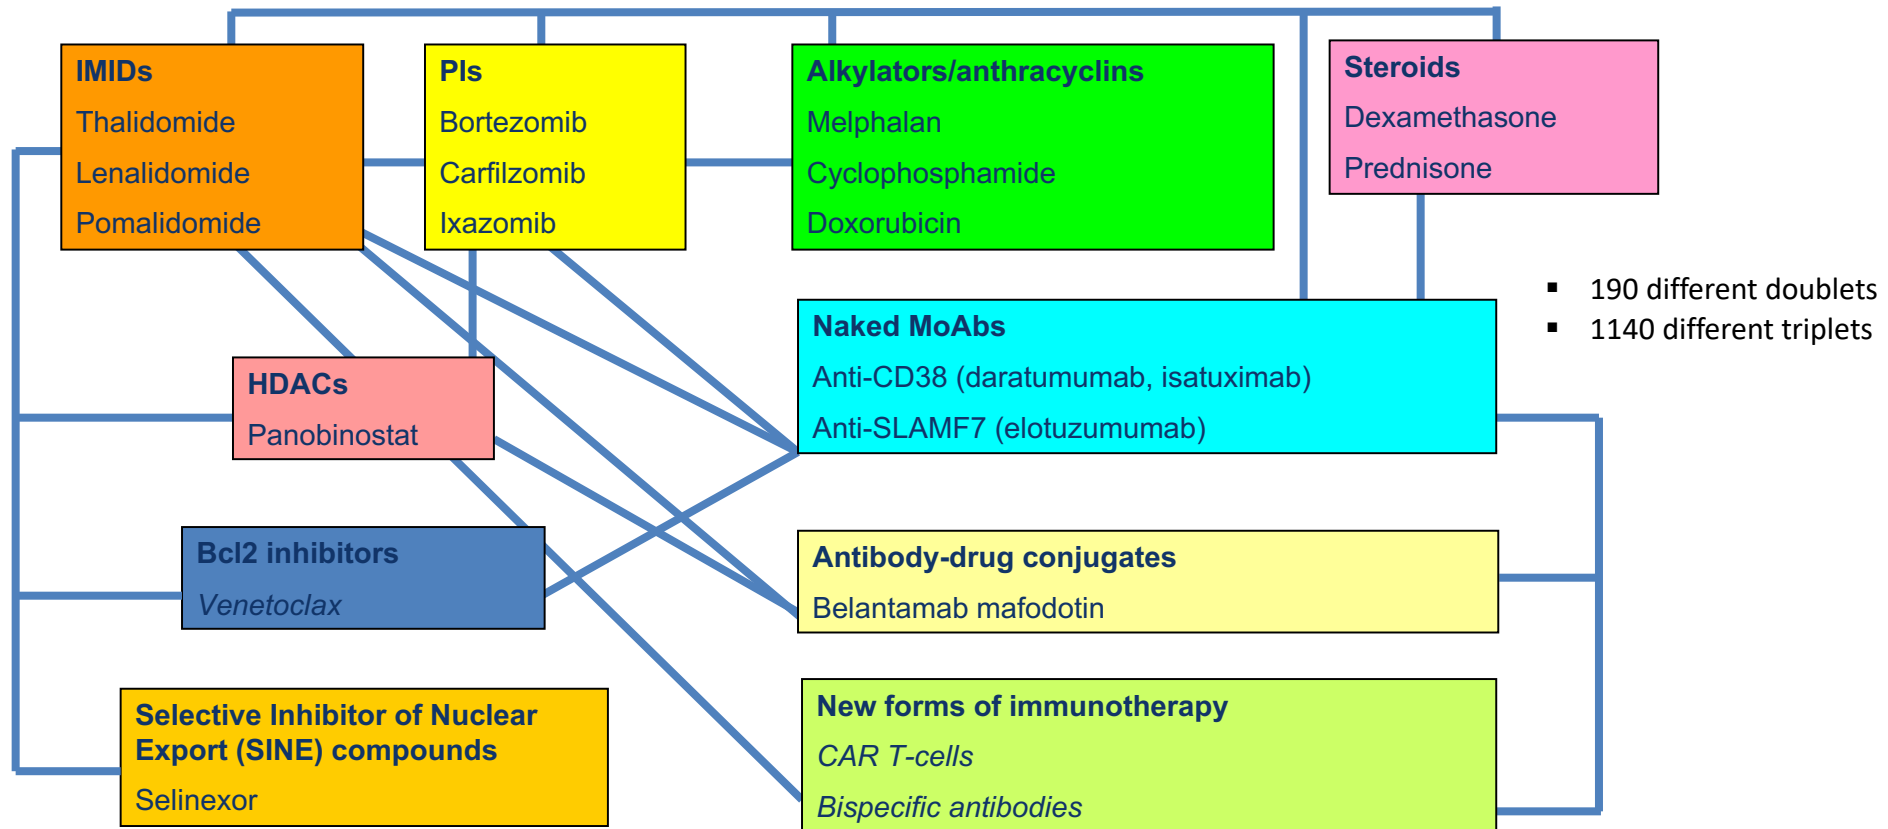 IMIDs
Thalidomide
Lenalidomide
Pomalidomide
PIs
Bortezomib
Carfilzomib
Ixazomib
Alkylators/anthracyclins
Melphalan
Cyclophosphamide
Doxorubicin
Steroids
Dexamethasone
Prednisone
▪ 190 different doublets
▪ 1140 different triplets
Naked MoAbs
Anti-CD38 (daratumumab, isatuximab)
Anti-SLAMF7 (elotuzumumab)
HDACs
Panobinostat
Bcl2 inhibitors
Venetoclax
Antibody-drug conjugates
Belantamab mafodotin
Selective Inhibitor of Nuclear
Export (SINE) compounds
Selinexor
New forms of immunotherapy
CAR T-cells
Bispecific antibodies